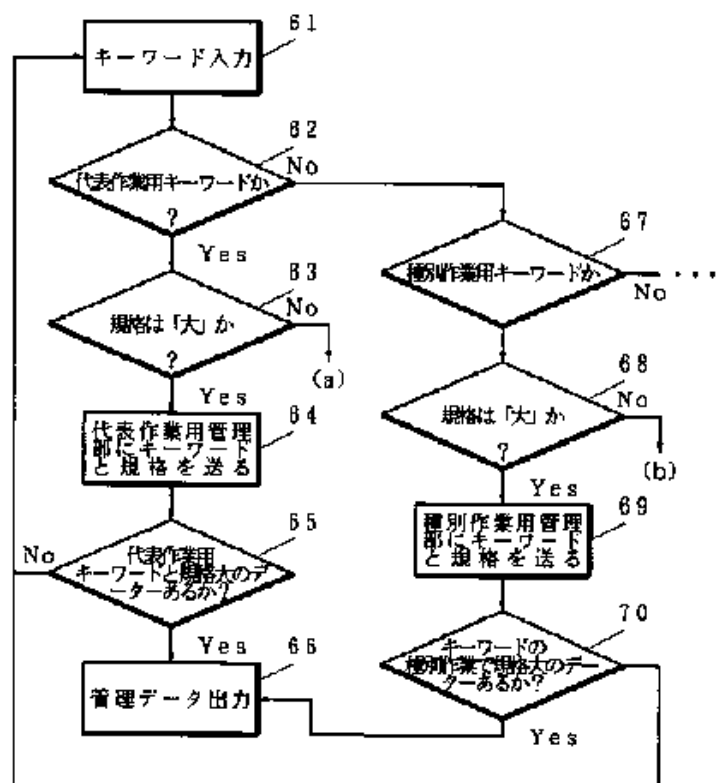 61
キーワード入力
62
代表作業用キーワードか
?
No
Yes
63
規格は「大」か
?
No
(a)
Yes
64
代表作業用管理
部にキーワード
と規格を送る
65
代表作業用
キーワードと規格大のデ
ーターあるか?
No
Yes
66
管理データ出力
67
種別作業用キーワードか
No
・・・
68
規格は「大」か
?
No
(b)
Yes
69
種別作業用管理
部にキーワード
と規格を送る
70
キーワードの
種別作業で規格大のデー
ターあるか?
Yes